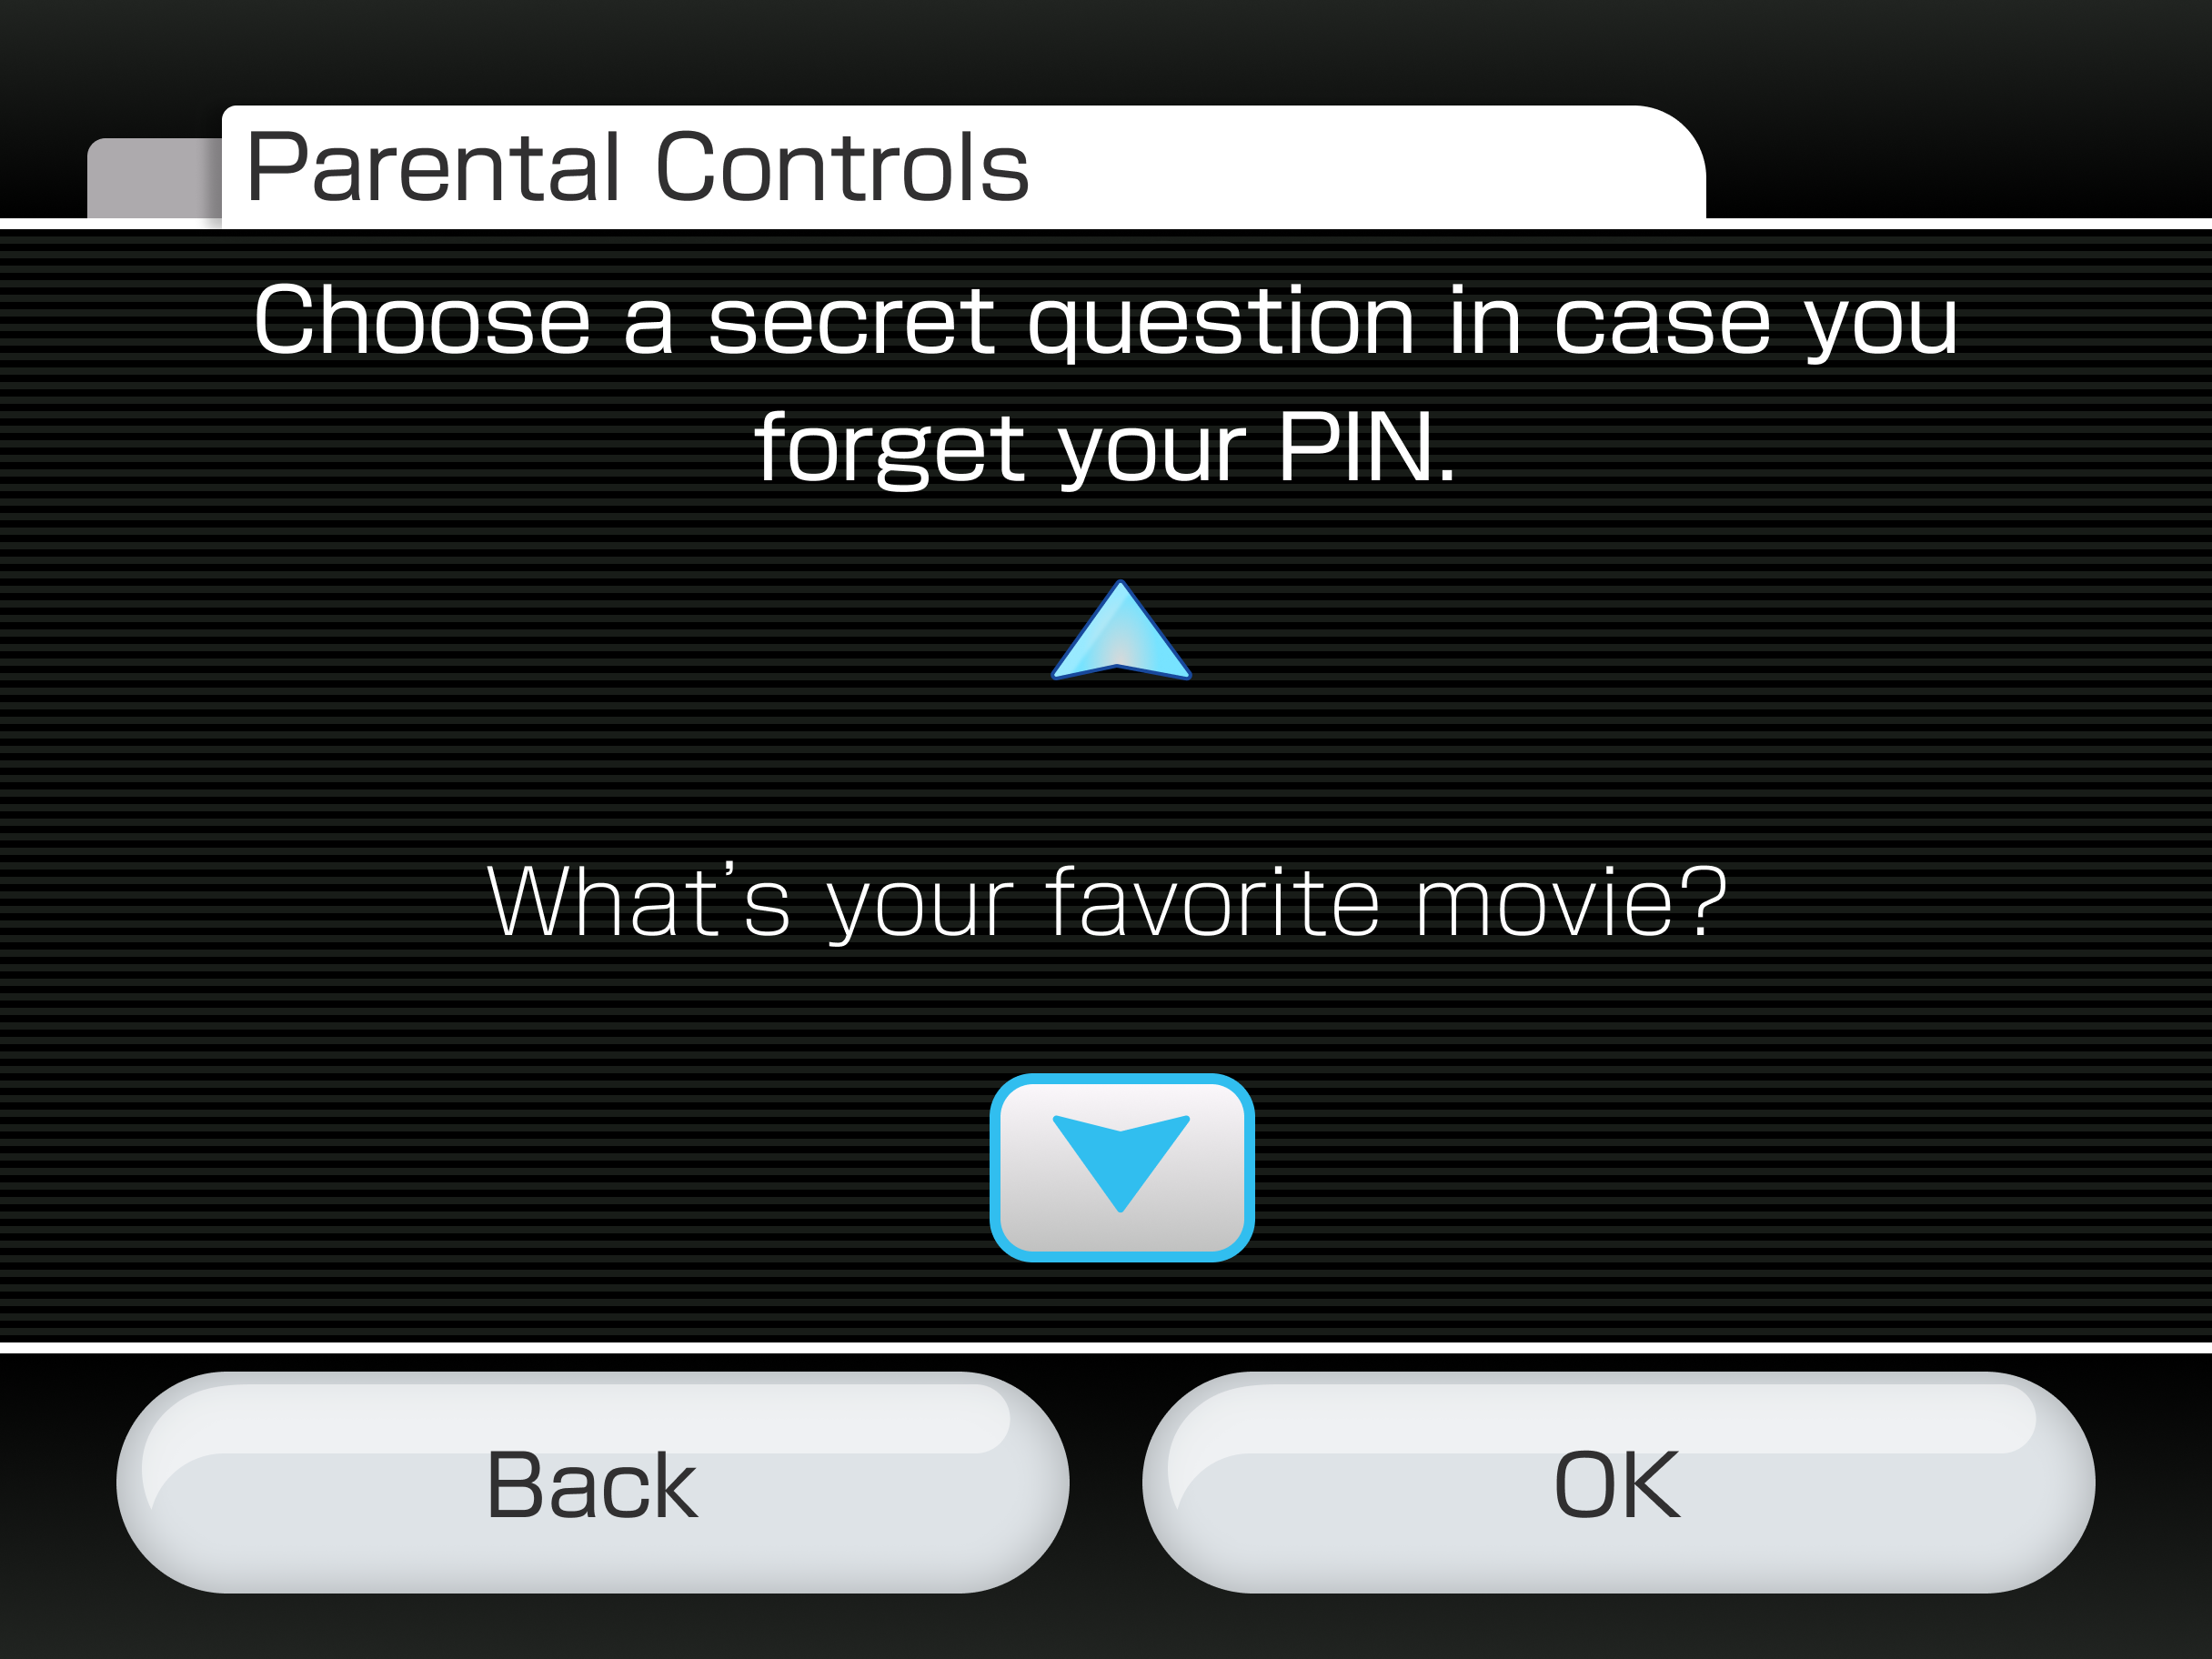 Parental Controls
Choose a secret question in case you
forget your PIN.
What's your favorite movie?
Back
OK